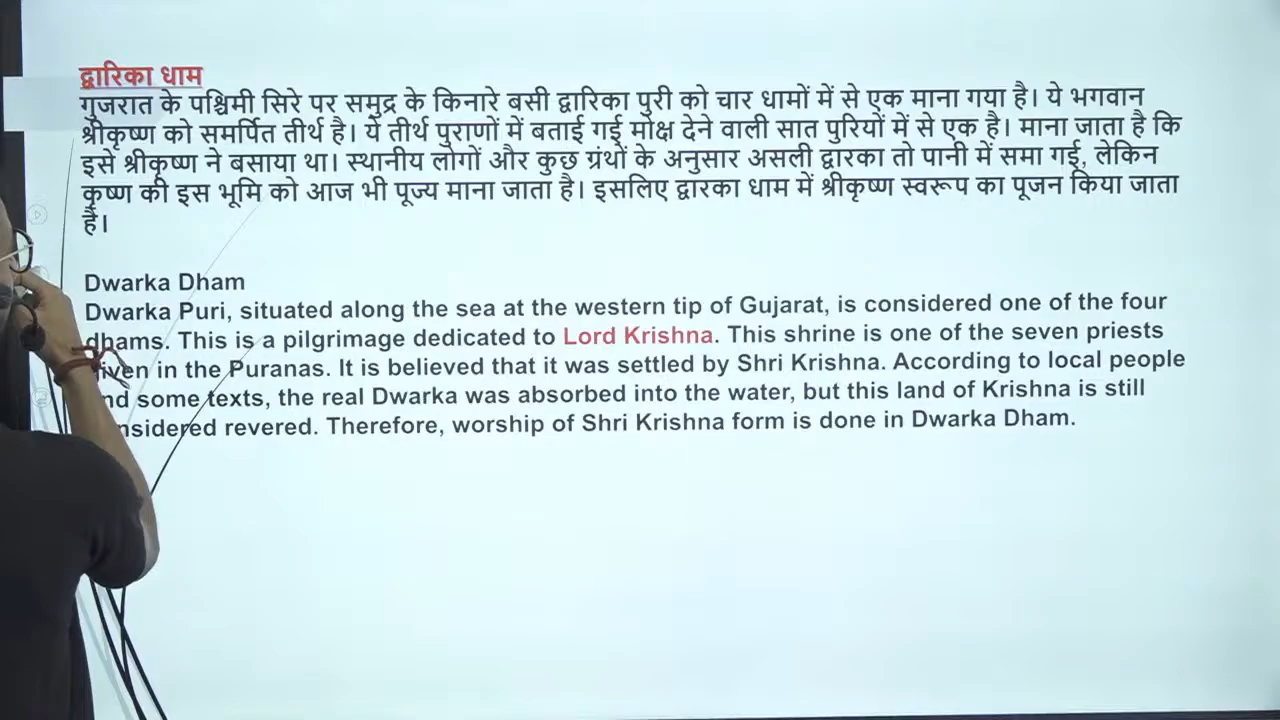 द्वारिका धाम
गुजरात के पश्चिमी सिरे पर समुद्र के किनारे बसी द्वारिका पुरी को चार धामों में से एक माना गया है। ये भगवान
श्रीकृष्ण को समर्पित तीर्थ है। ये तीर्थ पुराणों में बताई गई मोक्ष देने वाली सात पुरियों में से एक है। माना जाता है कि
इसे श्रीकृष्ण ने बसाया था। स्थानीय लोगों और कुछ ग्रंथों के अनुसार असली द्वारका तो पानी में समा गई, लेकिन
कृष्ण की इस भूमि को आज भी पूज्य माना जाता है। इसलिए द्वारका धाम में श्रीकृष्ण स्वरूप का पूजन किया जाता
है।
Dwarka Dham
Dwarka Puri, situated along the sea at the western tip of Gujarat, is considered one of the four
dhams. This is a pilgrimage dedicated to Lord Krishna. This shrine is one of the seven priests
in the Puranas. It is believed that it was settled by Shri Krishna. According to local people
some texts, the real Dwarka was absorbed into the water, but this land of Krishna is still
revered. Therefore, worship of Shri Krishna form is done in Dwarka Dham.